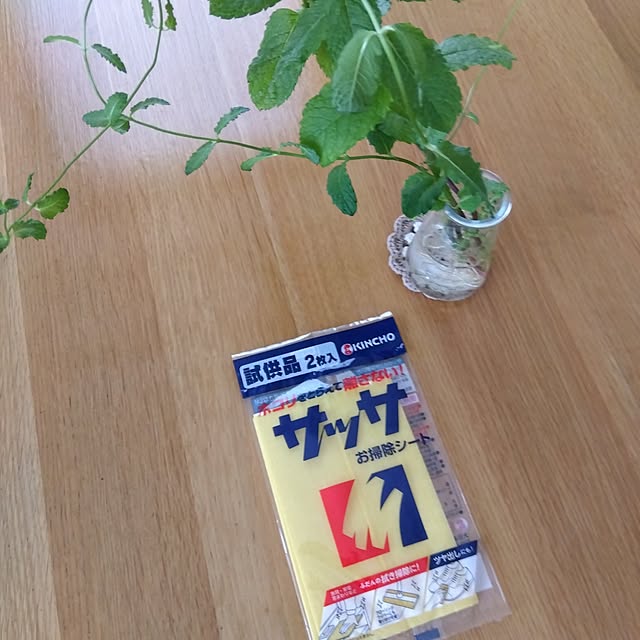 試供品 2枚入 KINCHO
ホコリをとらえて離さない!
サッサ
お掃除シート
ふだんの拭き掃除に!
ツヤ出しにも!